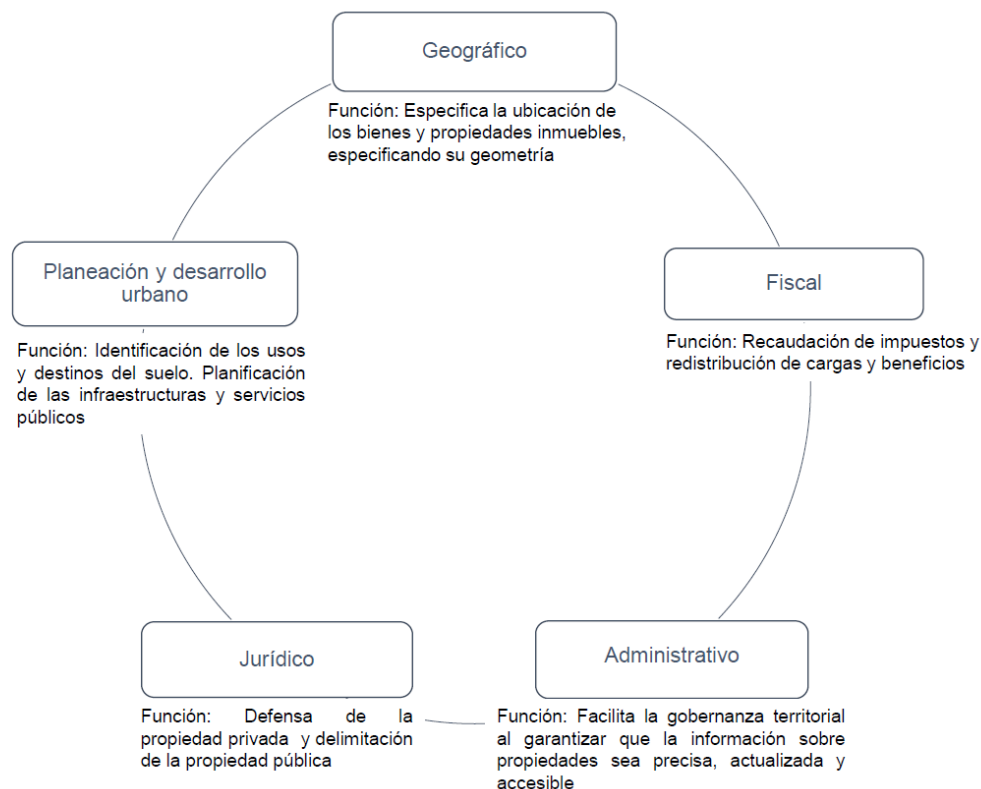 Geográfico
Función: Especifica la ubicación de
los bienes y propiedades inmuebles,
especificando su geometría
Planeación y desarrollo
urbano
Función: Identificación de los usos
y destinos del suelo. Planificación
de las infraestructuras y servicios
públicos
Fiscal
Función: Recaudación de impuestos y
redistribución de cargas y beneficios
Jurídico
Función: Defensa de la
propiedad privada y delimitación
de la propiedad pública
Administrativo
Función: Facilita la gobernanza territorial
al garantizar que la información sobre
propiedades sea precisa, actualizada y
accesible